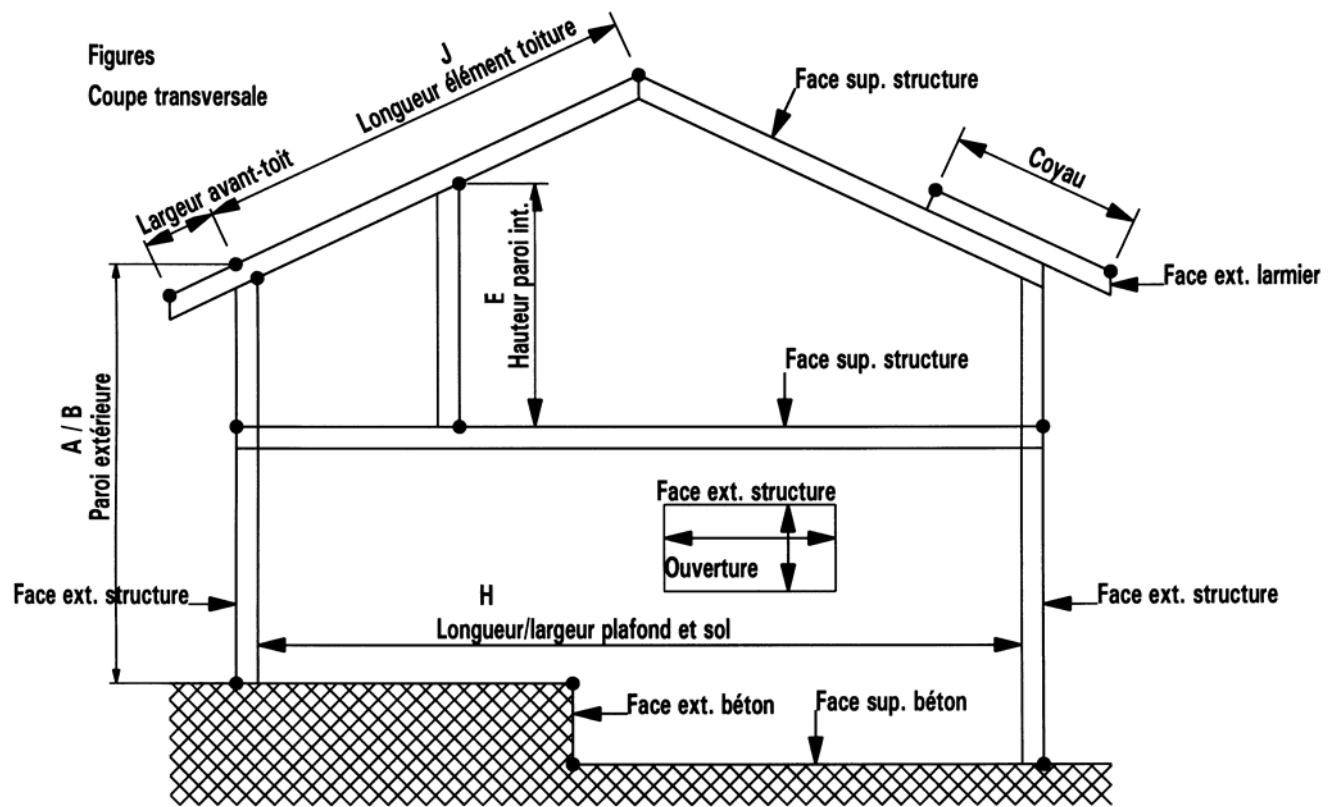 Figures
Coupe transversale
J
Longueur élément toiture
Largeur avant-toit
Face sup. structure
Coyau
Face ext. larmier
E
Hauteur paroi int.
Face sup. structure
A / B
Paroi extérieure
Face ext. structure
Ouverture
Face ext. structure
H
Longueur/largeur plafond et sol
Face ext. structure
Face ext. béton
Face sup. béton